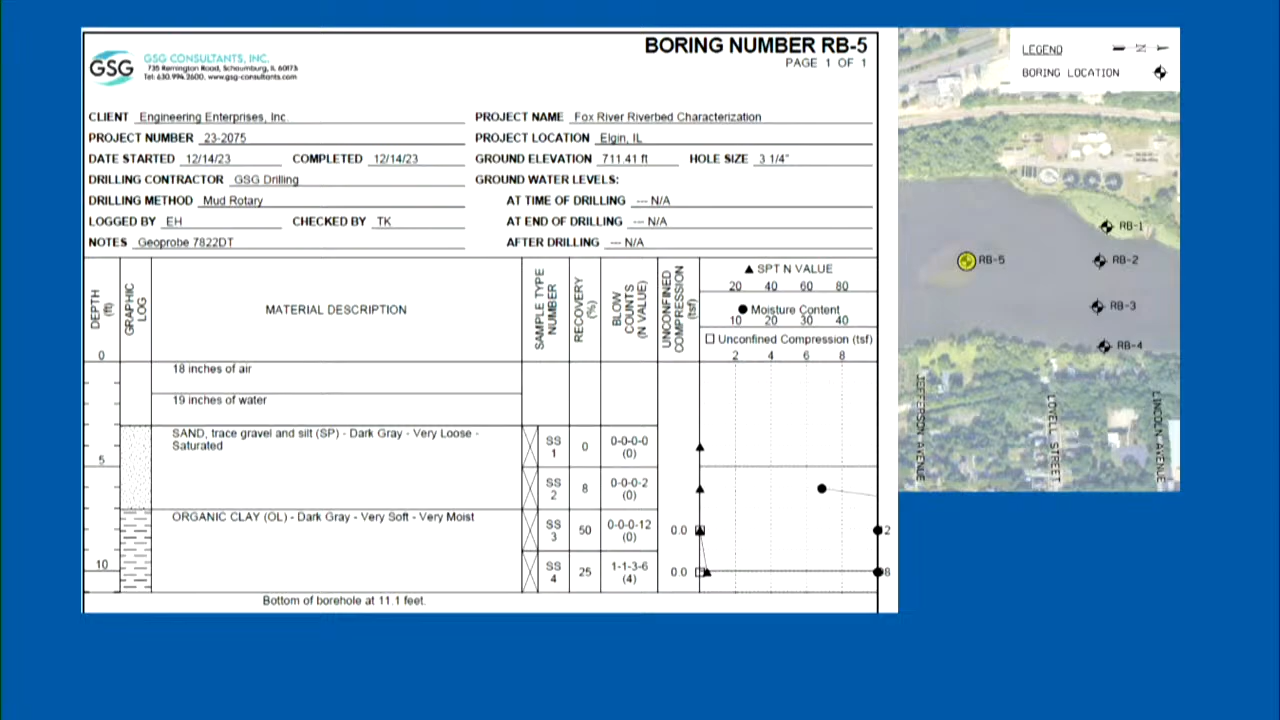 GSG
GSG CONSULTANTS, INC.
735 Remington Road, Schaumburg, IL 60173
Tel: 630.994.2600, www.gsg-consultants.com
BORING NUMBER RB-5
PAGE 1 OF 1
CLIENT Engineering Enterprises, Inc.
PROJECT NAME Fox River Riverbed Characterization
PROJECT NUMBER 23-2075
PROJECT LOCATION Elgin, IL
DATE STARTED 12/14/23 COMPLETED 12/14/23
GROUND ELEVATION 711.41 ft HOLE SIZE 3 1/4"
DRILLING CONTRACTOR GSG Drilling
GROUND WATER LEVELS:
DRILLING METHOD Mud Rotary
AT TIME OF DRILLING --- N/A
LOGGED BY EH CHECKED BY TK
AT END OF DRILLING --- N/A
NOTES Geoprobe 7822DT
AFTER DRILLING --- N/A
DEPTH (ft)
GRAPHIC LOG
MATERIAL DESCRIPTION
SAMPLE TYPE NUMBER
RECOVERY (%)
BLOW COUNTS (N VALUE)
UNCONFINED COMPRESSION (tsf)
▲ SPT N VALUE
20 40 60 80
● Moisture Content
10 20 30 40
□ Unconfined Compression (tsf)
2 4 6 8
0
18 inches of air
19 inches of water
SAND, trace gravel and silt (SP) - Dark Gray - Very Loose -
Saturated
SS 1 0 0-0-0-0 (0)
5
SS 2 8 0-0-0-2 (0)
ORGANIC CLAY (OL) - Dark Gray - Very Soft - Very Moist
SS 3 50 0-0-0-12 (0) 0.0 2
10
SS 4 25 1-1-3-6 (4) 0.0 8
Bottom of borehole at 11.1 feet.
LEGEND
N
BORING LOCATION
RB-1
RB-5
RB-2
RB-3
RB-4
JEFFERSON AVENUE
LOVELL STREET
LINCOLN AVENUE